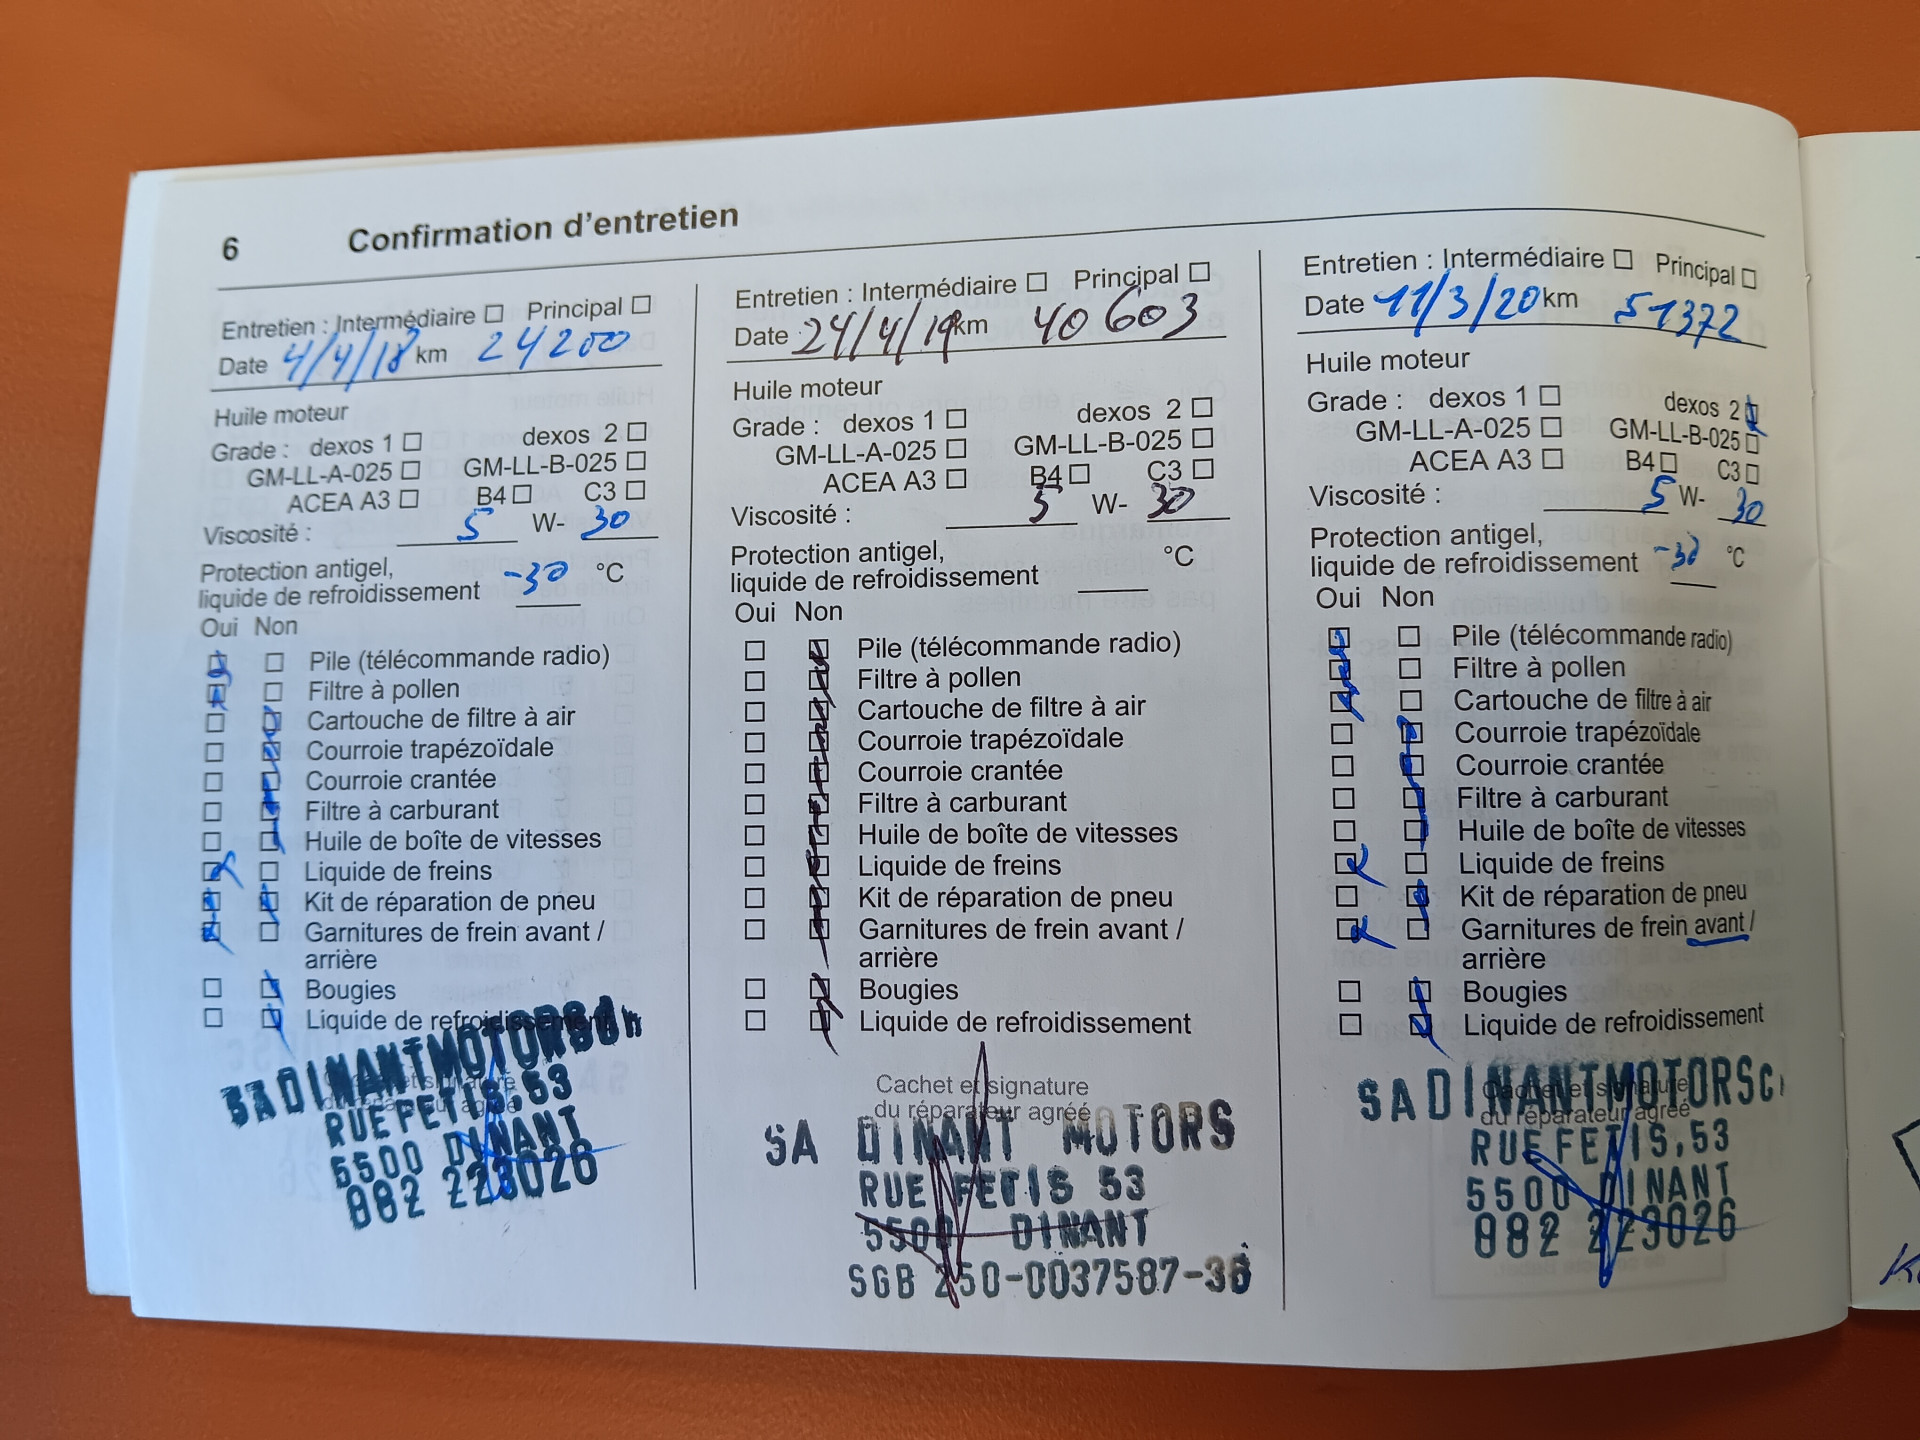 6 Confirmation d'entretien
Entretien : Intermédiaire ☐ Principal ☐
Date 4/4/18 km 24200
Huile moteur
Grade : dexos 1 ☐ dexos 2 ☐
GM-LL-A-025 ☐ GM-LL-B-025 ☐
ACEA A3 ☐ B4 ☐ C3 ☐
Viscosité : 5 W- 30
Protection antigel,
liquide de refroidissement -30 °C
Oui Non
Pile (télécommande radio)
Filtre à pollen
Cartouche de filtre à air
Courroie trapézoïdale
Courroie crantée
Filtre à carburant
Huile de boîte de vitesses
Liquide de freins
Kit de réparation de pneu
Garnitures de frein avant /
arrière
Bougies
Liquide de refroidissement
SA DINANTMOTORS
RUE FETIS,53
5500 DINANT
882 223026
Entretien : Intermédiaire ☐ Principal ☐
Date 24/4/19 km 40603
Huile moteur
Grade : dexos 1 ☐ dexos 2 ☐
GM-LL-A-025 ☐ GM-LL-B-025 ☐
ACEA A3 ☐ B4 ☐ C3 ☐
Viscosité : 5 W- 30
Protection antigel,
liquide de refroidissement °C
Oui Non
Pile (télécommande radio)
Filtre à pollen
Cartouche de filtre à air
Courroie trapézoïdale
Courroie crantée
Filtre à carburant
Huile de boîte de vitesses
Liquide de freins
Kit de réparation de pneu
Garnitures de frein avant /
arrière
Bougies
Liquide de refroidissement
Cachet et signature
du réparateur agréé
SA DINANT MOTORS
RUE FETIS 53
5500 DINANT
SGB 250-0037587-36
Entretien : Intermédiaire ☐ Principal ☐
Date 11/3/20 km 51372
Huile moteur
Grade : dexos 1 ☐ dexos 2
GM-LL-A-025 ☐ GM-LL-B-025 ☐
ACEA A3 ☐ B4 ☐ C3 ☐
Viscosité : 5 W- 30
Protection antigel,
liquide de refroidissement -30 °C
Oui Non
Pile (télécommande radio)
Filtre à pollen
Cartouche de filtre à air
Courroie trapézoïdale
Courroie crantée
Filtre à carburant
Huile de boîte de vitesses
Liquide de freins
Kit de réparation de pneu
Garnitures de frein avant /
arrière
Bougies
Liquide de refroidissement
Cachet et signature
du réparateur agréé
SA DINANTMOTORS
RUE FETIS,53
5500 DINANT
882 223026